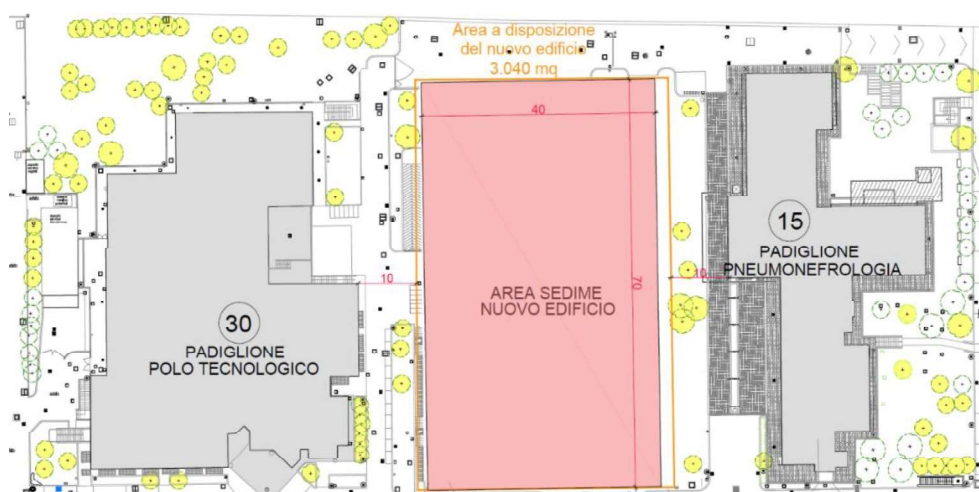 Area a disposizione
del nuovo edificio
3.040 mq
40
15
PADIGLIONE
PNEUMONEFROLOGIA
10
10
70
AREA SEDIME
NUOVO EDIFICIO
30
PADIGLIONE
POLO TECNOLOGICO